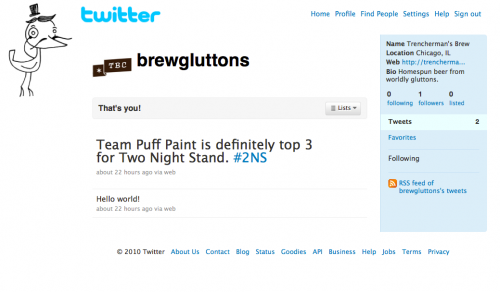 twitter
Home Profile Find People Settings Help Sign out
TBC
brewgluttons
That's you!
Lists
Team Puff Paint is definitely top 3
for Two Night Stand. #2NS
about 22 hours ago via web
Hello world!
about 22 hours ago via web
Name Trencherman's Brew
Location Chicago, IL
Web http://trencherma...
Bio Homespun beer from
worldly gluttons.
0 1 0
following followers listed
Tweets 2
Favorites
Following
RSS feed of
brewgluttons's tweets
© 2010 Twitter About Us Contact Blog Status Goodies API Business Help Jobs Terms Privacy